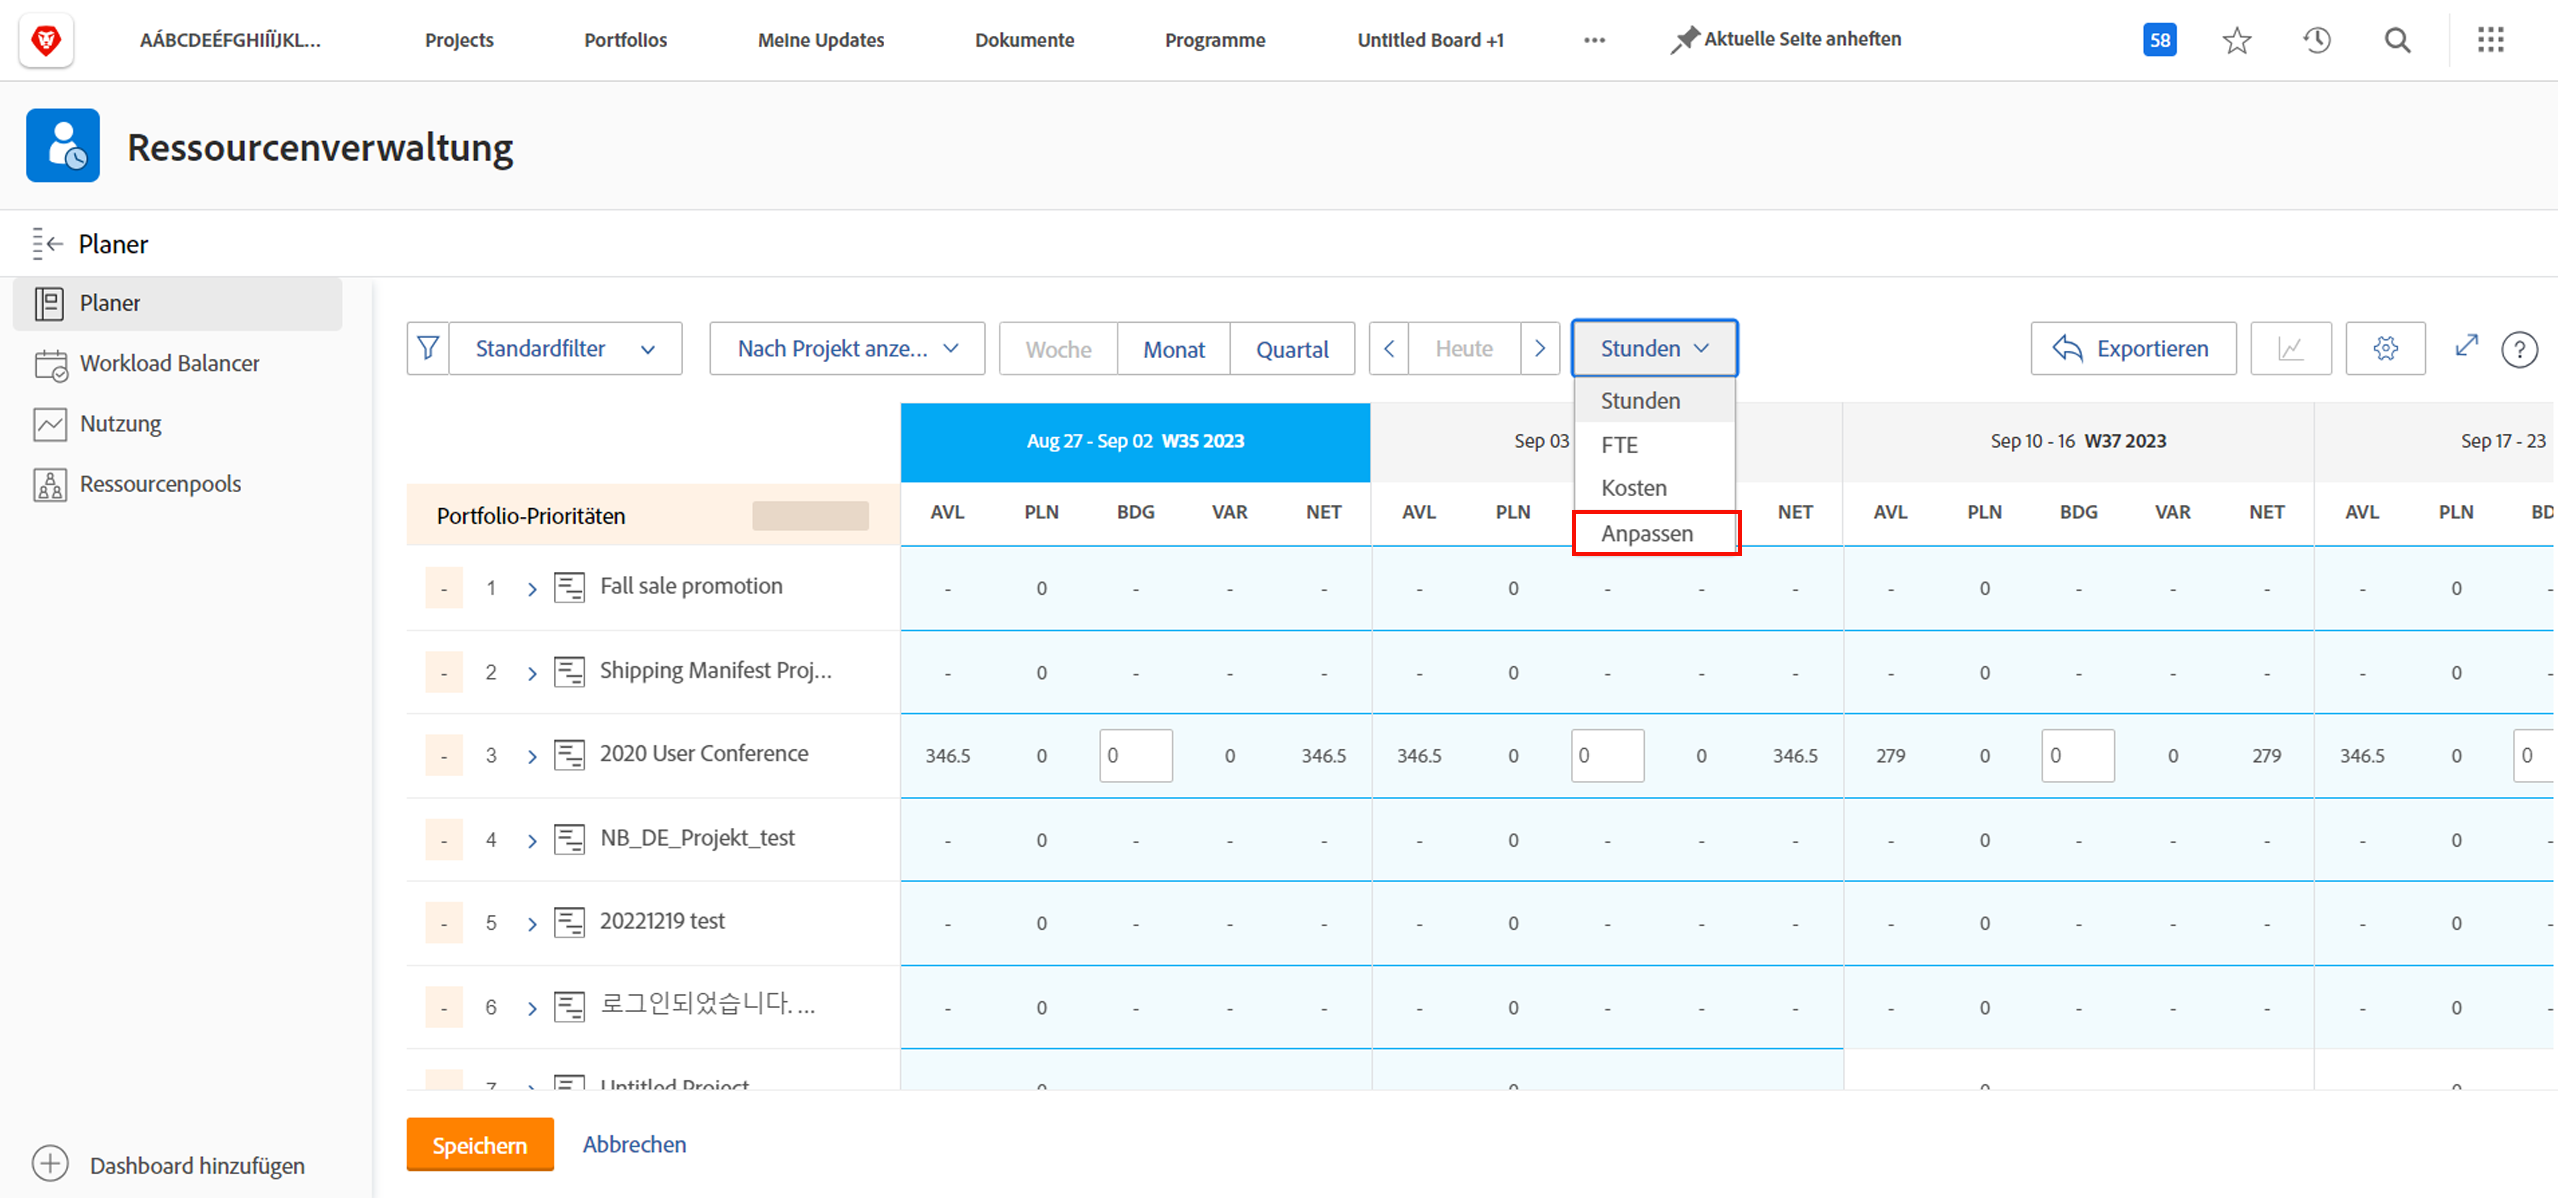 AÁBCDEÉFGHIÍÏJKL...
Projects
Portfolios
Meine Updates
Dokumente
Programme
Untitled Board +1
Aktuelle Seite anheften
58
Ressourcenverwaltung
Planer
Planer
Workload Balancer
Nutzung
Ressourcenpools
Standardfilter
Nach Projekt anze...
Woche
Monat
Quartal
Heute
Stunden
Exportieren
?
Stunden
FTE
Kosten
Anpassen
Aug 27 - Sep 02 W35 2023
Sep 03
Sep 10 - 16 W37 2023
Sep 17 - 23
Portfolio-Prioritäten
AVL PLN BDG VAR NET AVL PLN NET AVL PLN BDG VAR NET AVL PLN BD
- 1 Fall sale promotion - 0 - - - - 0 - - - - 0 - - - - 0 -
- 2 Shipping Manifest Proj... - 0 - - - - 0 - - - - 0 - - - - 0 -
- 3 2020 User Conference 346.5 0 0 0 346.5 346.5 0 0 0 346.5 279 0 0 0 279 346.5 0 0
- 4 NB_DE_Projekt_test - 0 - - - - 0 - - - - 0 - - - - 0 -
- 5 20221219 test - 0 - - - - 0 - - - - 0 - - - - 0 -
- 6 로그인되었습니다. ... - 0 - - - - 0 - - - - 0 - - - - 0 -
7 Untitled Project 0 0 0 0
Speichern
Abbrechen
Dashboard hinzufügen